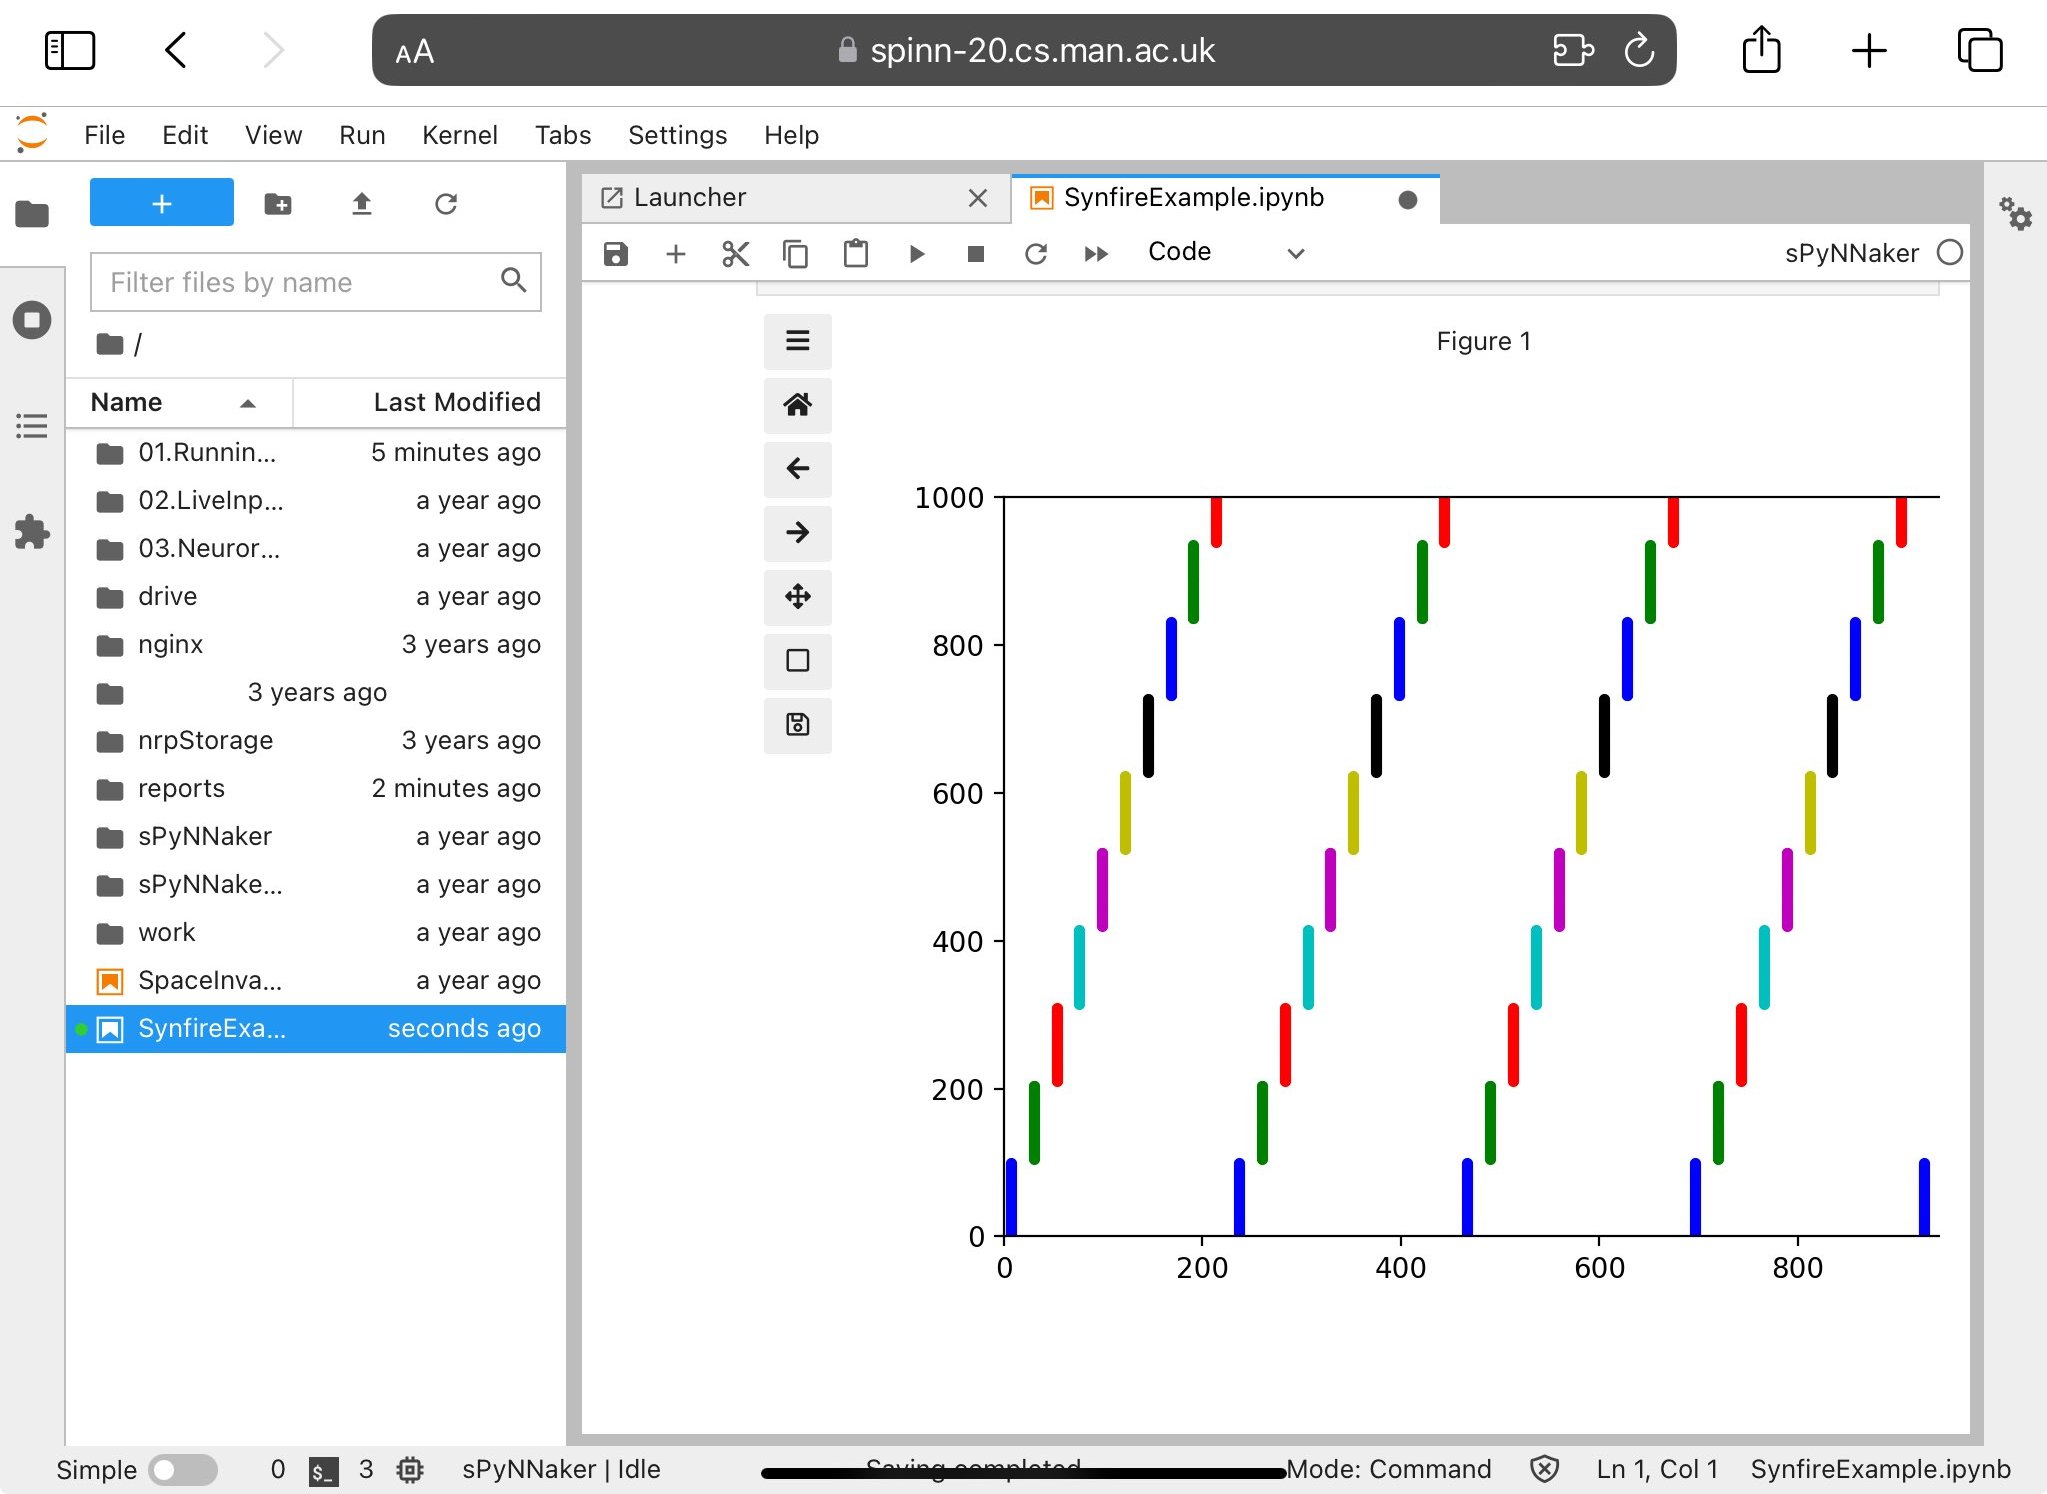 AA spinn-20.cs.man.ac.uk
File Edit View Run Kernel Tabs Settings Help
Launcher SynfireExample.ipynb
Code sPyNNaker
Filter files by name
/
Name Last Modified
01.Runnin... 5 minutes ago
02.LiveInp... a year ago
03.Neuror... a year ago
drive a year ago
nginx 3 years ago
3 years ago
nrpStorage 3 years ago
reports 2 minutes ago
sPyNNaker a year ago
sPyNNake... a year ago
work a year ago
SpaceInva... a year ago
SynfireExa... seconds ago
Figure 1
1000
800
600
400
200
0
0 200 400 600 800
Simple 0 $_ 3 sPyNNaker | Idle Saving completed Mode: Command Ln 1, Col 1 SynfireExample.ipynb